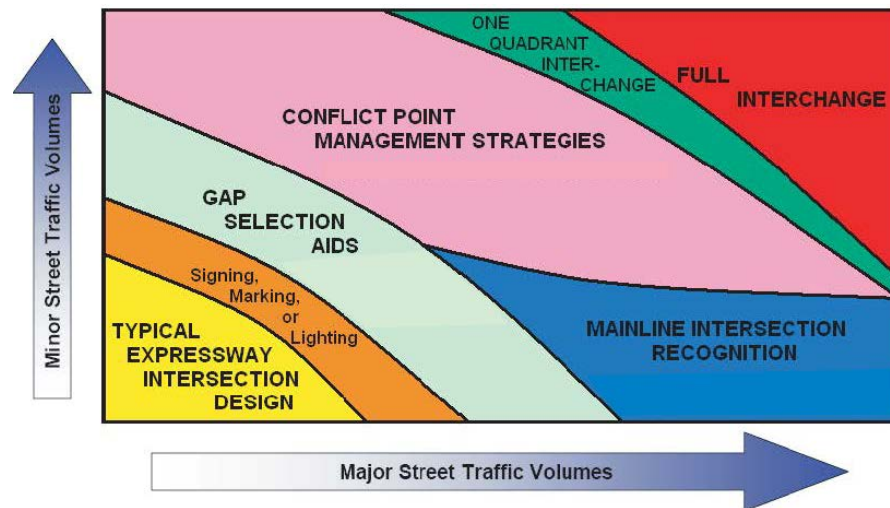 Minor Street Traffic Volumes
ONE
QUADRANT
INTER-
CHANGE
FULL
INTERCHANGE
CONFLICT POINT
MANAGEMENT STRATEGIES
GAP
SELECTION
AIDS
Signing,
Marking,
or
Lighting
TYPICAL
EXPRESSWAY
INTERSECTION
DESIGN
MAINLINE INTERSECTION
RECOGNITION
Major Street Traffic Volumes